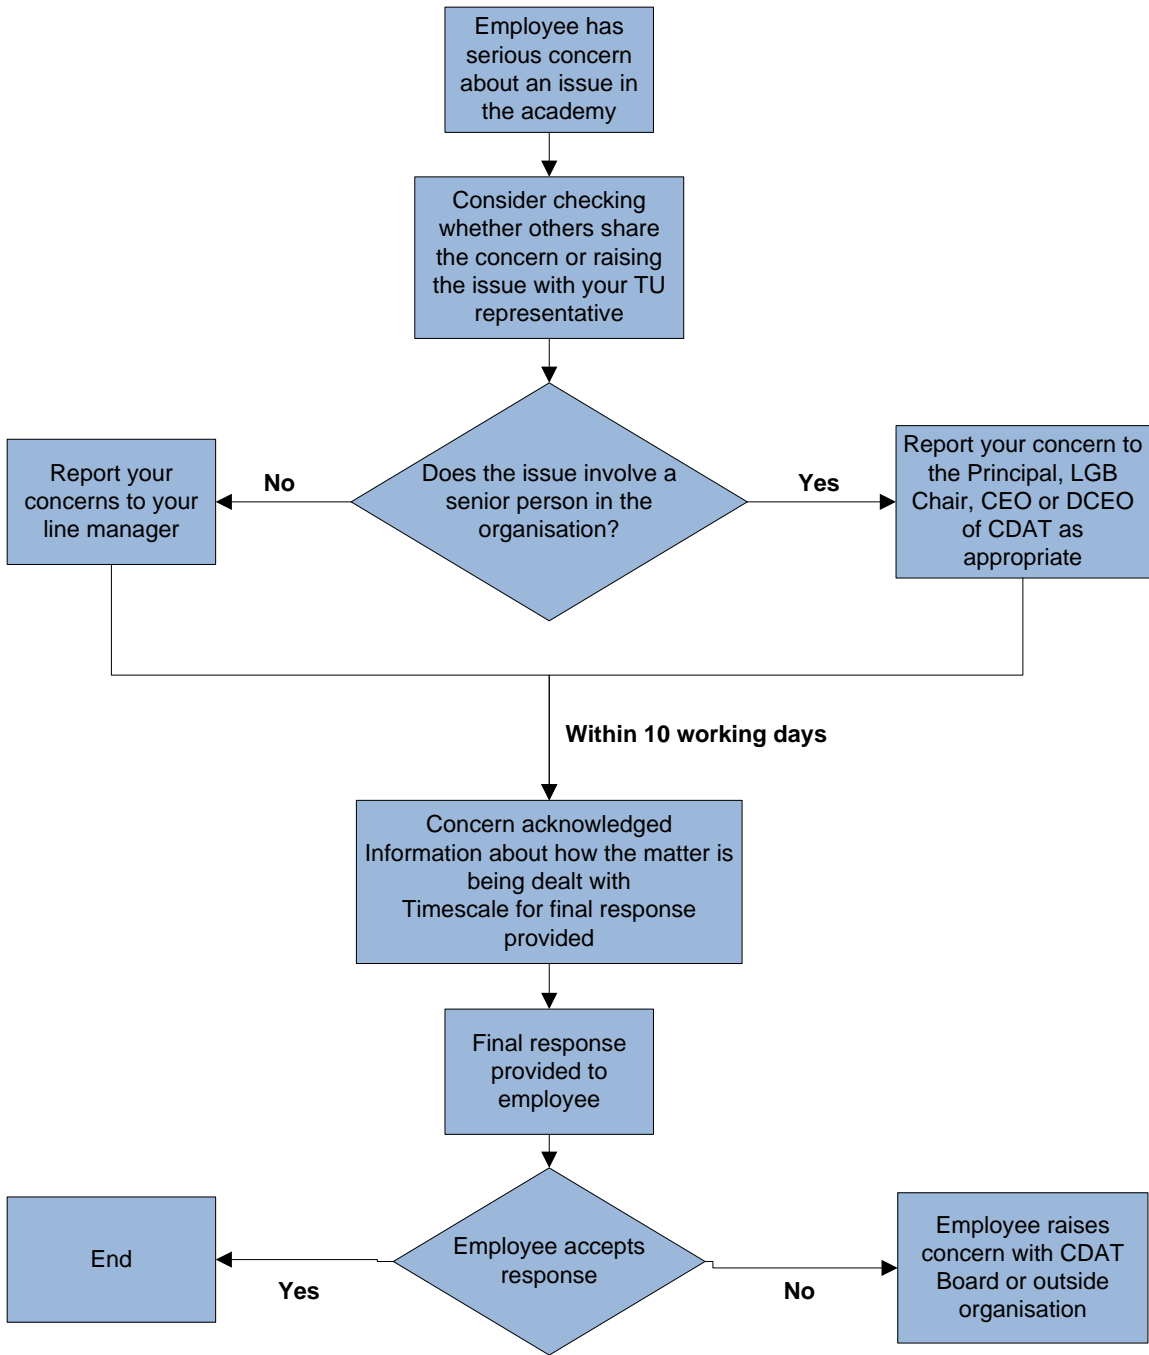 Employee has
serious concern
about an issue in
the academy
Consider checking
whether others share
the concern or raising
the issue with your TU
representative
Does the issue involve a
senior person in the
organisation?
No
Report your
concerns to your
line manager
Yes
Report your concern to
the Principal, LGB
Chair, CEO or DCEO
of CDAT as
appropriate
Within 10 working days
Concern acknowledged
Information about how the matter is
being dealt with
Timescale for final response
provided
Final response
provided to
employee
Employee accepts
response
Yes
End
No
Employee raises
concern with CDAT
Board or outside
organisation